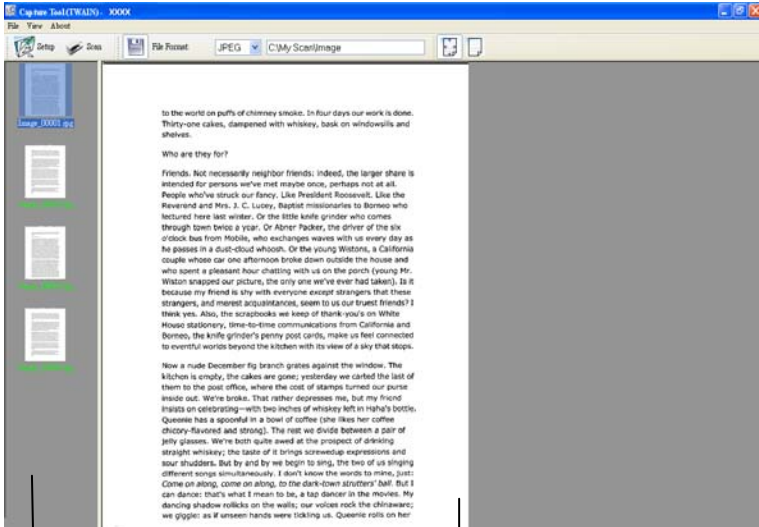 Capture Tool(TWAIN)- XXXX
File View About
Setup Scan File Format JPEG C:\My Scan\Image
Image_00001.jpg
to the world on puffs of chimney smoke. In four days our work is done.
Thirty-one cakes, dampened with whiskey, bask on windowsills and
shelves.
Who are they for?
Friends. Not necessarily neighbor friends: indeed, the larger share is
intended for persons we've met maybe once, perhaps not at all.
People who've struck our fancy. Like President Roosevelt. Like the
Reverend and Mrs. J. C. Lucey, Baptist missionaries to Borneo who
lectured here last winter. Or the little knife grinder who comes
through town twice a year. Or Abner Packer, the driver of the six
o'clock bus from Mobile, who exchanges waves with us every day as
he passes in a dust-cloud whoosh. Or the young Wistons, a California
couple whose car one afternoon broke down outside the house and
who spent a pleasant hour chatting with us on the porch (young Mr.
Wiston snapped our picture, the only one we've ever had taken). Is it
because my friend is shy with everyone except strangers that these
strangers, and merest acquaintances, seem to us our truest friends? I
think yes. Also, the scrapbooks we keep of thank-you's on White
House stationery, time-to-time communications from California and
Borneo, the knife grinder's penny post cards, make us feel connected
to eventful worlds beyond the kitchen with its view of a sky that stops.
Now a nude December fig branch grates against the window. The
kitchen is empty, the cakes are gone; yesterday we carted the last of
them to the post office, where the cost of stamps turned our purse
inside out. We're broke. That rather depresses me, but my friend
insists on celebrating—with two inches of whiskey left in Haha's bottle.
Queenie has a spoonful in a bowl of coffee (she likes her coffee
chicory-flavored and strong). The rest we divide between a pair of
jelly glasses. We're both quite awed at the prospect of drinking
straight whiskey; the taste of it brings screwedup expressions and
sour shudders. But by and by we begin to sing, the two of us singing
different songs simultaneously. I don't know the words to mine, just:
Come on along, come on along, to the dark-town strutters' ball. But I
can dance: that's what I mean to be, a tap dancer in the movies. My
dancing shadow rollicks on the walls; our voices rock the chinaware;
we giggle: as if unseen hands were tickling us. Queenie rolls on her